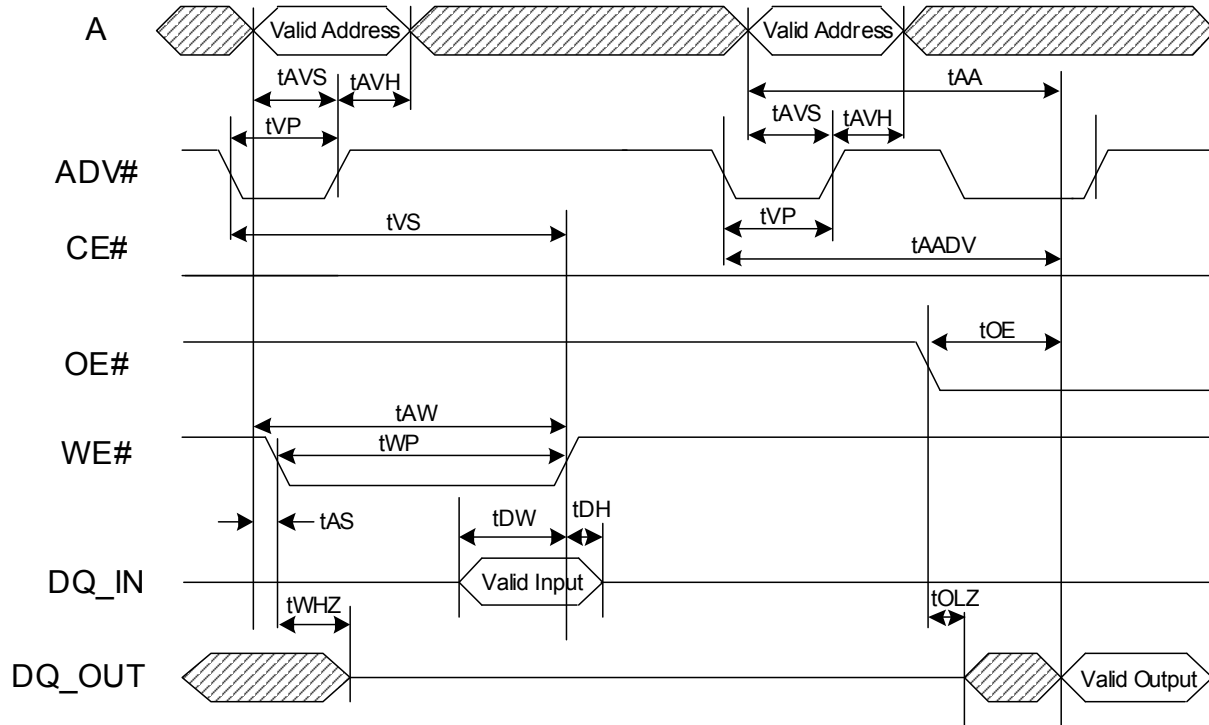 A
Valid Address
Valid Address
tAA
tAVS
tAVH
tAVS
tAVH
tVP
ADV#
tVS
tVP
CE#
tAADV
OE#
tOE
tAW
WE#
tWP
tAS
tDW
tDH
DQ_IN
Valid Input
tWHZ
tOLZ
DQ_OUT
Valid Output